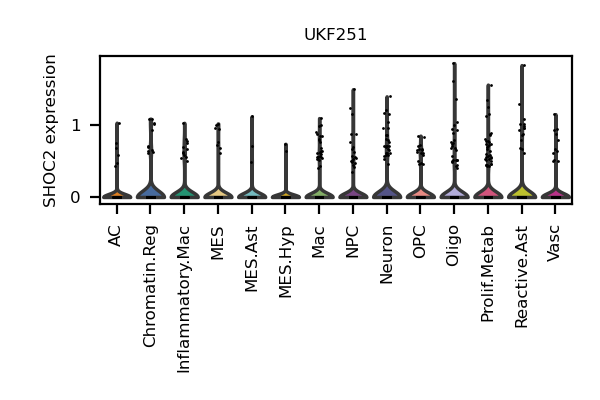 UKF251
SHOC2 expression
1
0
AC
Chromatin.Reg
Inflammatory.Mac
MES
MES.Ast
MES.Hyp
Mac
NPC
Neuron
OPC
Oligo
Prolif.Metab
Reactive.Ast
Vasc